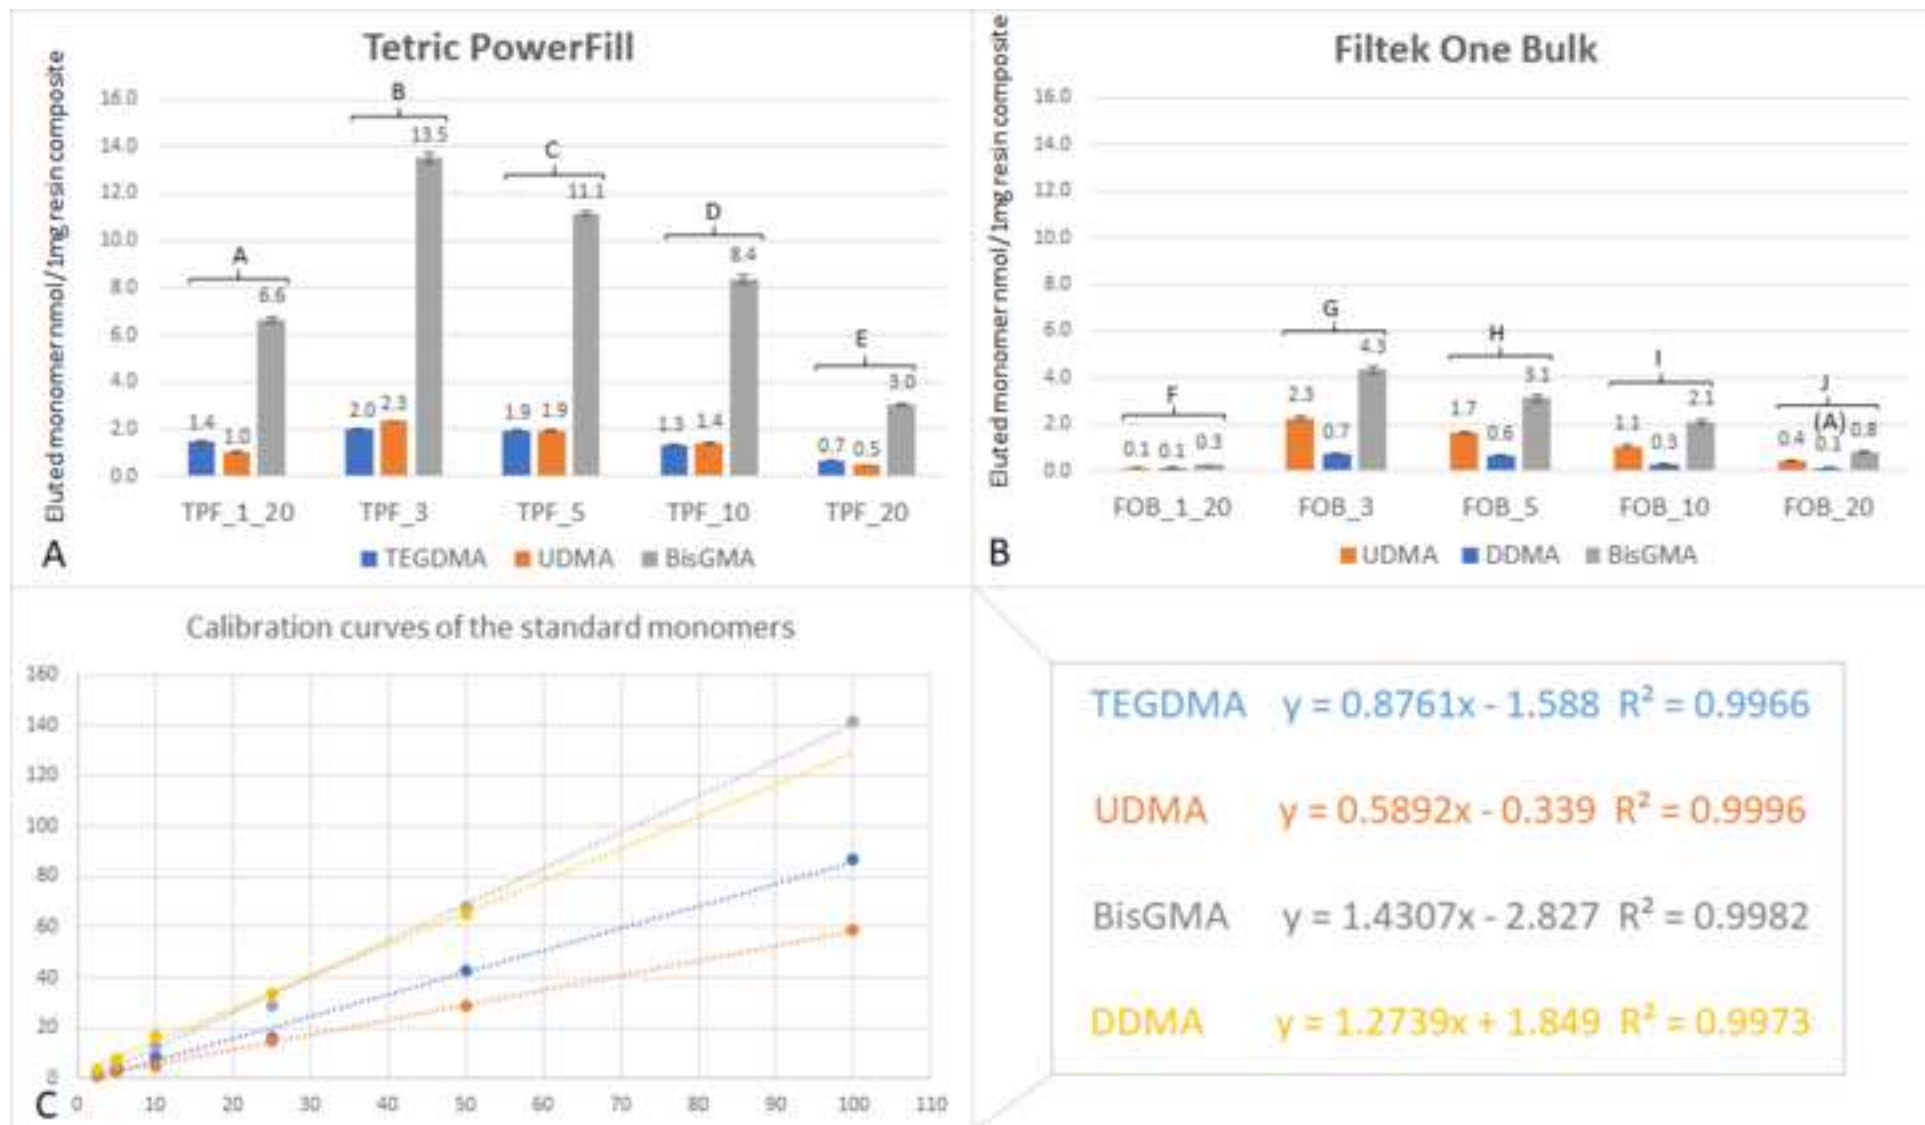 Tetric PowerFill
Eluted monomer nmol/1mg resin composite
16.0
14.0
12.0
10.0
8.0
6.0
4.0
2.0
0.0
A
B
C
D
E
1.4
1.0
6.6
2.0
2.3
13.5
1.9
1.9
11.1
1.3
1.4
8.4
0.7
0.5
3.0
TPF_1_20 TPF_3 TPF_5 TPF_10 TPF_20
TEGDMA UDMA BisGMA
A
Filtek One Bulk
Eluted monomer nmol/1mg resin composite
16.0
14.0
12.0
10.0
8.0
6.0
4.0
2.0
0.0
F
G
H
I
J
(A)
0.1
0.1
0.3
2.3
0.7
4.3
1.7
0.6
3.1
1.1
0.3
2.1
0.4
0.1
0.8
FOB_1_20 FOB_3 FOB_5 FOB_10 FOB_20
UDMA DDMA BisGMA
B
Calibration curves of the standard monomers
160
140
120
100
80
60
40
20
0
0 10 20 30 40 50 60 70 80 90 100 110
C
TEGDMA y = 0.8761x - 1.588 R² = 0.9966
UDMA y = 0.5892x - 0.339 R² = 0.9996
BisGMA y = 1.4307x - 2.827 R² = 0.9982
DDMA y = 1.2739x + 1.849 R² = 0.9973